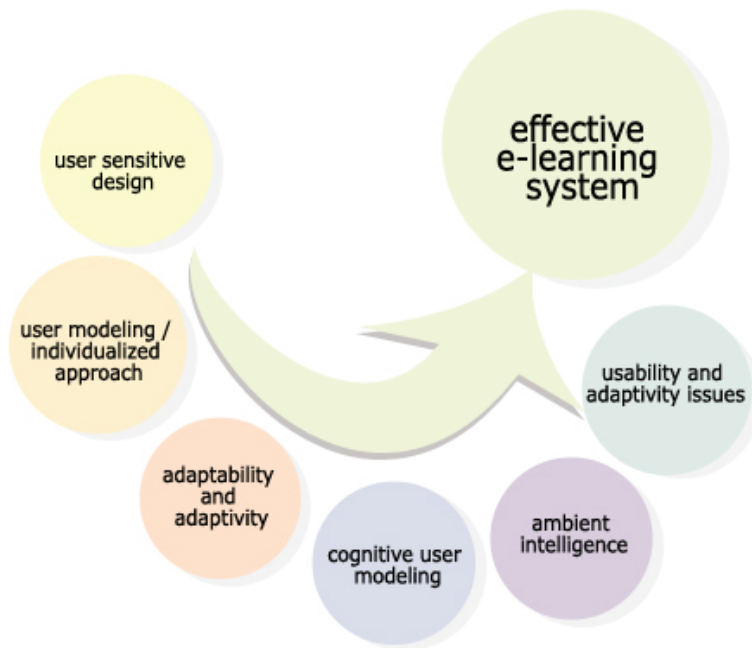 effective
e-learning
system
user sensitive
design
user modeling /
individualized
approach
adaptability
and
adaptivity
cognitive user
modeling
ambient
intelligence
usability and
adaptivity issues